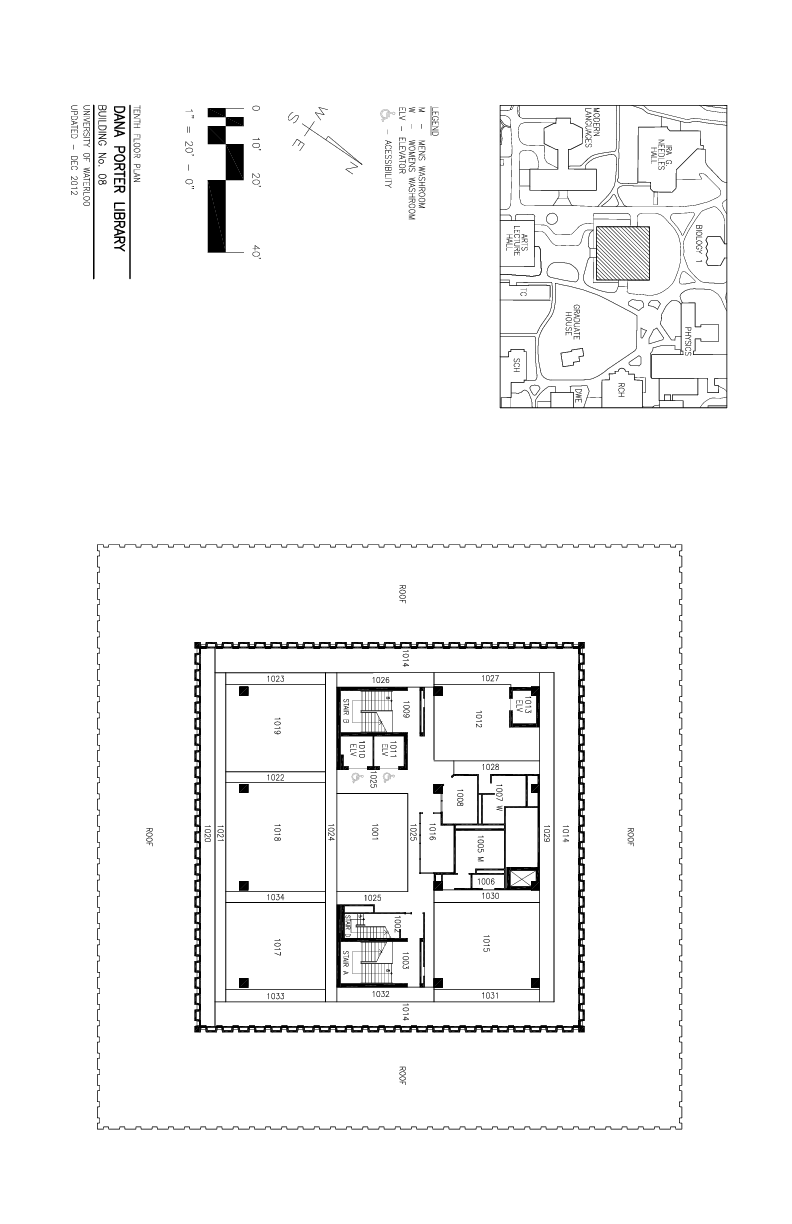 MODERN
LANGUAGES
IRA G.
NEEDLES
HALL
BIOLOGY 1
ARTS
LECTURE
HALL
TC
GRADUATE
HOUSE
PHYSICS
SCH
DWE
RCH
LEGEND
M – MENS WASHROOM
W – WOMENS WASHROOM
ELV – ELEVATOR
– ACESSIBILITY
N
S
E
W
0
10'
20'
40'
1" = 20' – 0"
TENTH FLOOR PLAN
DANA PORTER LIBRARY
BUILDING No. 08
UNIVERSITY OF WATERLOO
UPDATED – DEC 2012
ROOF
ROOF
ROOF
ROOF
1014
1014
1014
1023
1026
1027
1019
STAIR B
1009
1012
1013
ELV
1010
ELV
1011
ELV
1022
1025
1028
1008
1007 W
1020
1021
1018
1024
1001
1025
1016
1005 M
1029
1006
1034
1025
1030
STAIR D
1002
1017
STAIR A
1003
1015
1033
1032
1031